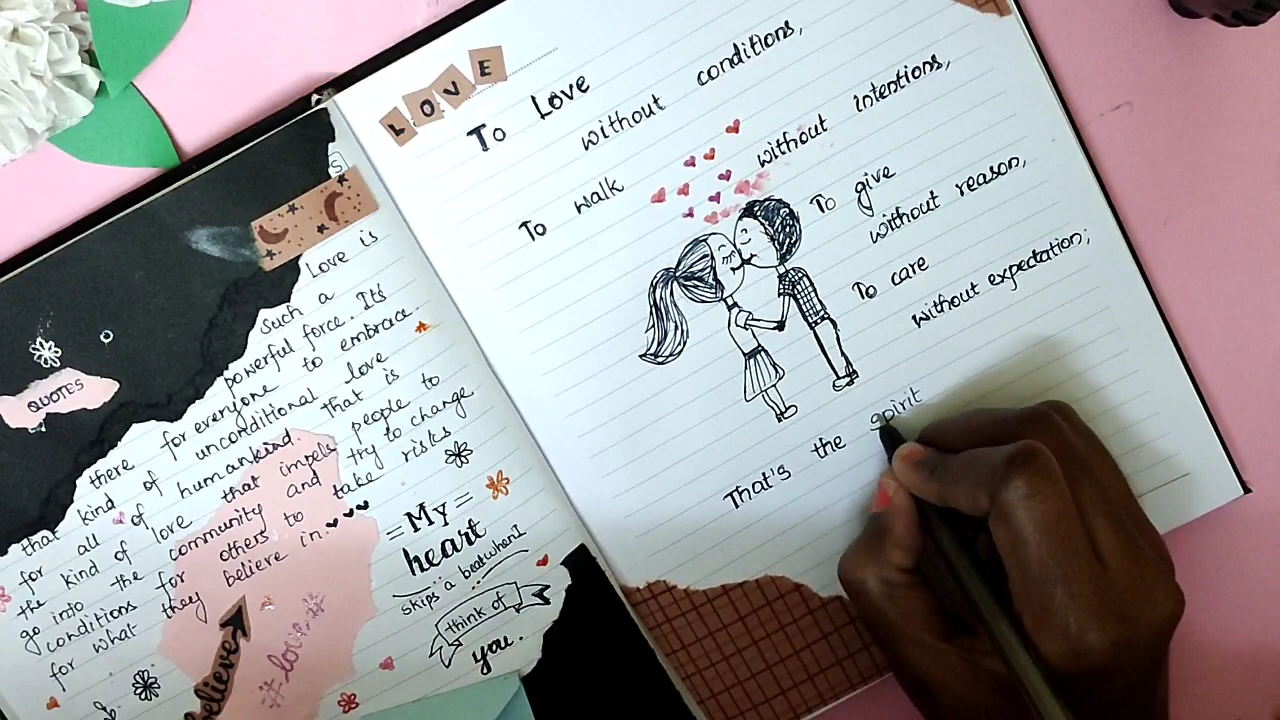 QUOTES
S
Love is
such a
powerful force. It's
there for everyone to embrace.
that kind of unconditional love
for all of humankind. That is
the kind of love that impels people to
go into the community and try to change
conditions for others to take risks
for what they believe in.
=My=
heart
skips a beat when I
think of
you.
believe
#love#
LOVE
To Love
without conditions,
To walk
without intentions,
To give
without reason,
To care
without expectation;
That's the spirit